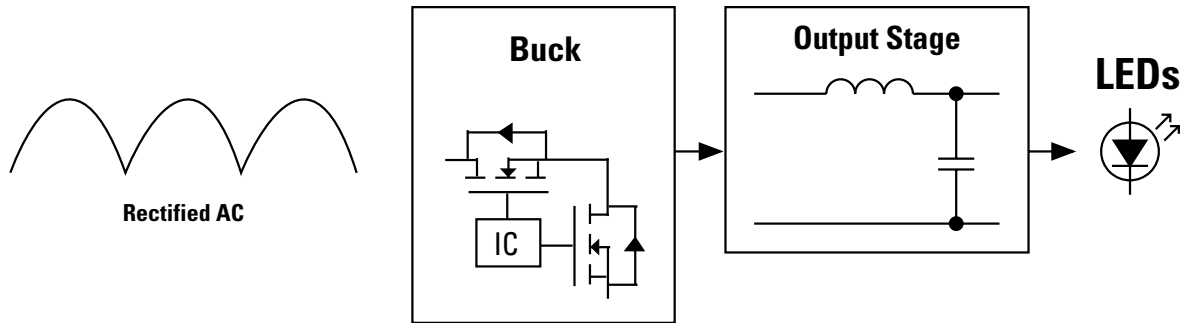 Rectified AC
Buck
IC
Output Stage
LEDs